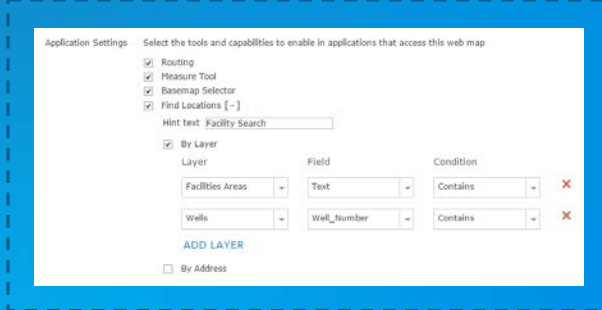 Application Settings Select the tools and capabilities to enable in applications that access this web map
Routing
Measure Tool
Basemap Selector
Find Locations [ - ]
Hint text Facility Search
By Layer
Layer Field Condition
Facilities Areas Text Contains
Wells Well_Number Contains
ADD LAYER
By Address